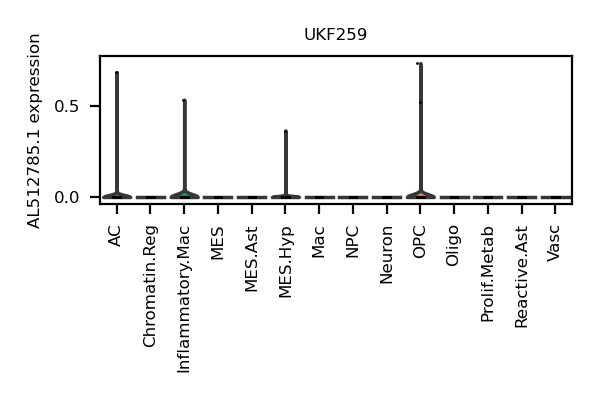 UKF259
AL512785.1 expression
0.5
0.0
AC
Chromatin.Reg
Inflammatory.Mac
MES
MES.Ast
MES.Hyp
Mac
NPC
Neuron
OPC
Oligo
Prolif.Metab
Reactive.Ast
Vasc